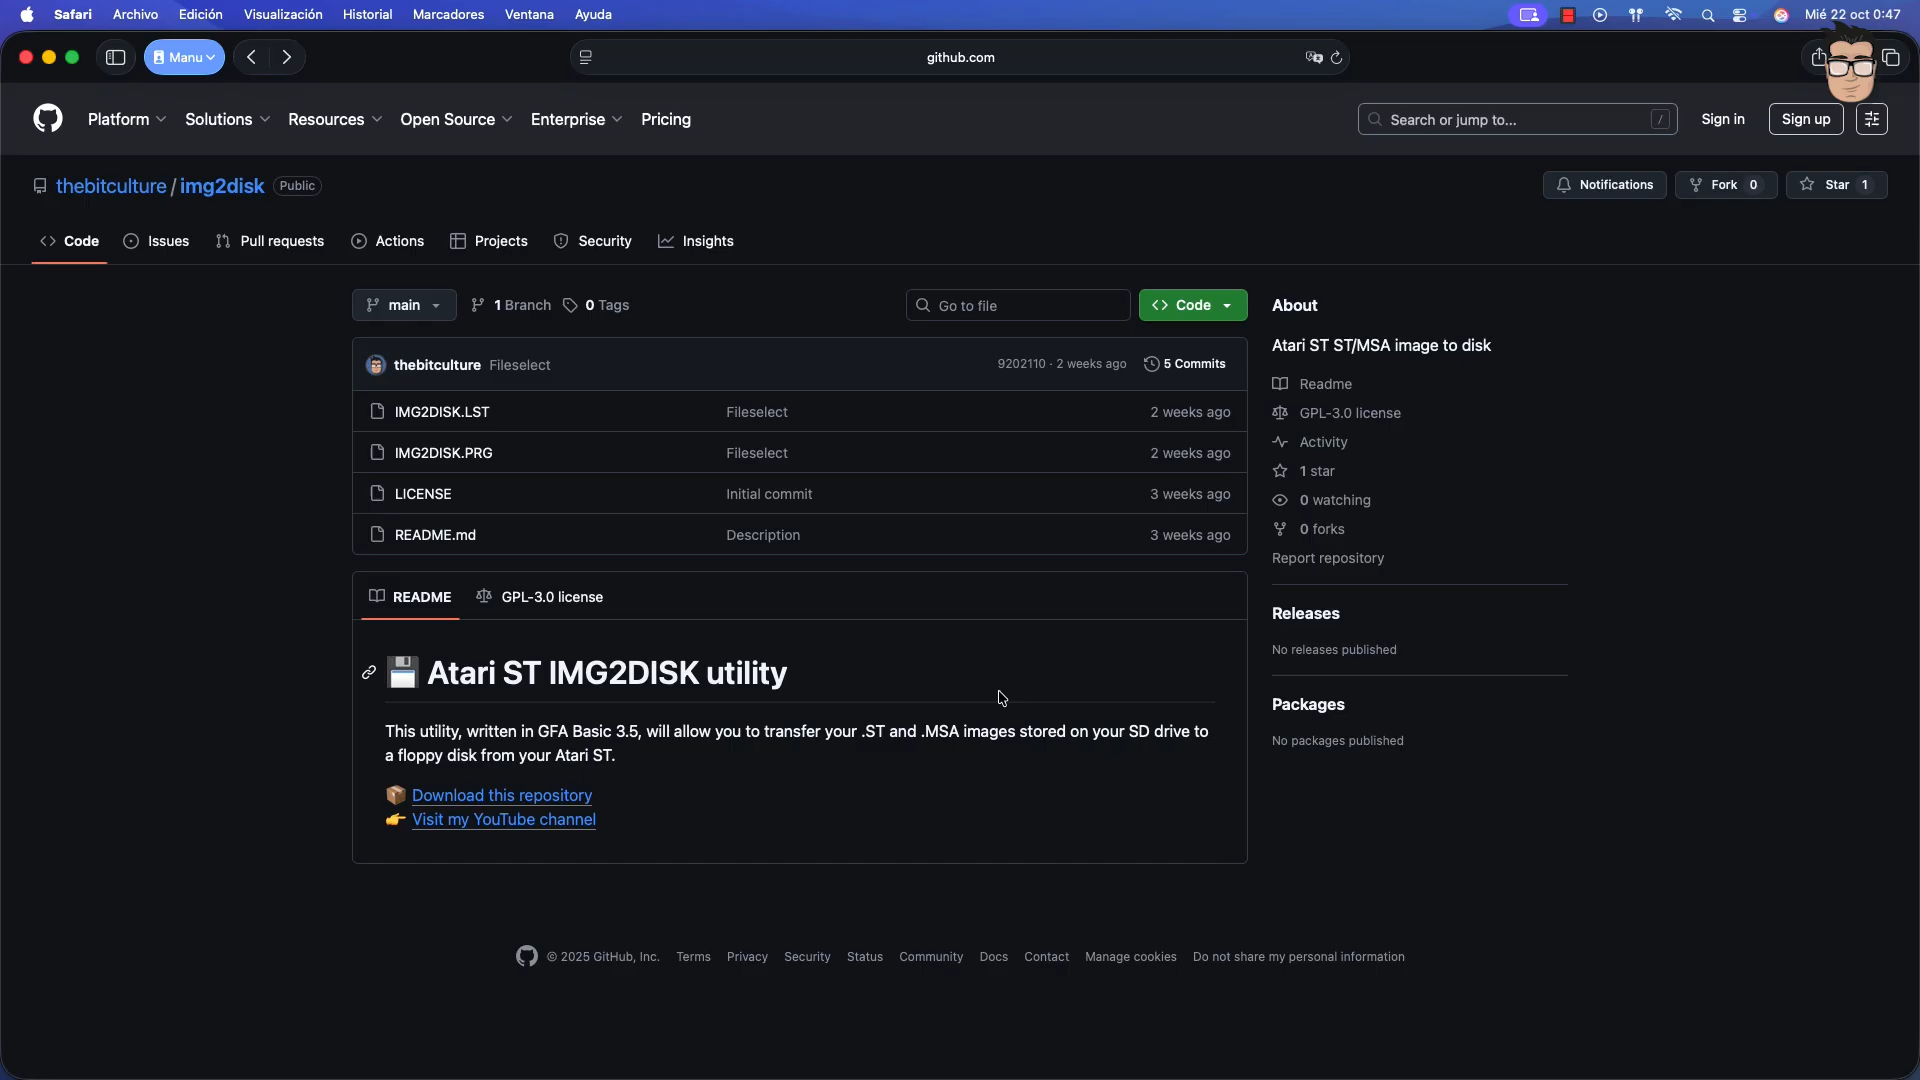 Safari Archivo Edición Visualización Historial Marcadores Ventana Ayuda Mié 22 oct 0:47
Manu github.com
Platform Solutions Resources Open Source Enterprise Pricing Search or jump to... / Sign in Sign up
thebitculture / img2disk Public Notifications Fork 0 Star 1
Code Issues Pull requests Actions Projects Security Insights
main 1 Branch 0 Tags Go to file Code
thebitculture Fileselect 9202110 · 2 weeks ago 5 Commits
IMG2DISK.LST Fileselect 2 weeks ago
IMG2DISK.PRG Fileselect 2 weeks ago
LICENSE Initial commit 3 weeks ago
README.md Description 3 weeks ago
README GPL-3.0 license
Atari ST IMG2DISK utility
This utility, written in GFA Basic 3.5, will allow you to transfer your .ST and .MSA images stored on your SD drive to
a floppy disk from your Atari ST.
Download this repository
Visit my YouTube channel
About
Atari ST ST/MSA image to disk
Readme
GPL-3.0 license
Activity
1 star
0 watching
0 forks
Report repository
Releases
No releases published
Packages
No packages published
© 2025 GitHub, Inc. Terms Privacy Security Status Community Docs Contact Manage cookies Do not share my personal information